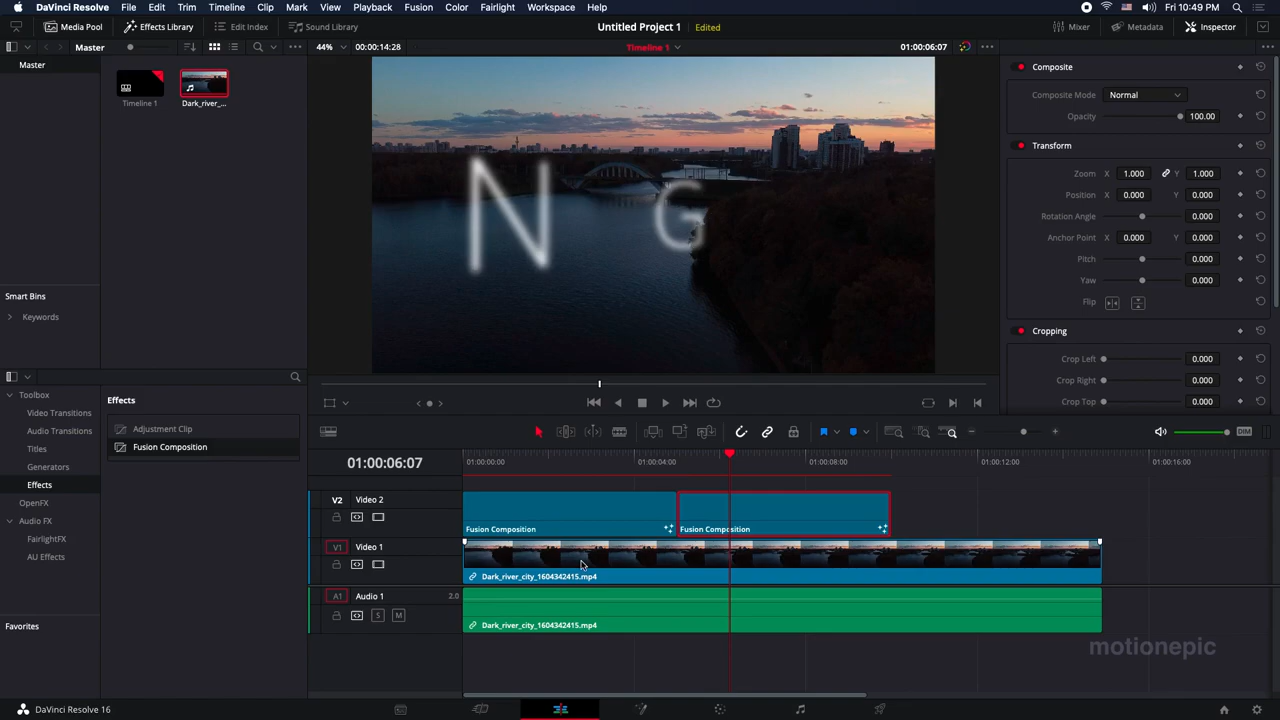 DaVinci Resolve File Edit Trim Timeline Clip Mark View Playback Fusion Color Fairlight Workspace Help Fri 10:49 PM
Media Pool Effects Library Edit Index Sound Library Untitled Project 1 Edited Mixer Metadata Inspector
Master 44% 00:00:14:28 Timeline 1 01:00:06:07
Master
Timeline 1 Dark_river_...
N G
Composite
Composite Mode Normal
Opacity 100.00
Transform
Zoom X 1.000 Y 1.000
Position X 0.000 Y 0.000
Rotation Angle 0.000
Anchor Point X 0.000 Y 0.000
Pitch 0.000
Yaw 0.000
Flip
Cropping
Crop Left 0.000
Crop Right 0.000
Crop Top 0.000
Smart Bins
Keywords
Toolbox
Video Transitions
Audio Transitions
Titles
Generators
Effects
OpenFX
Audio FX
FairlightFX
AU Effects
Favorites
Effects
Adjustment Clip
Fusion Composition
DIM
01:00:06:07 01:00:00:00 01:00:04:00 01:00:08:00 01:00:12:00 01:00:16:00
V2 Video 2
Fusion Composition Fusion Composition
V1 Video 1
Dark_river_city_1604342415.mp4
A1 Audio 1 2.0
S M
Dark_river_city_1604342415.mp4
motionepic
DaVinci Resolve 16